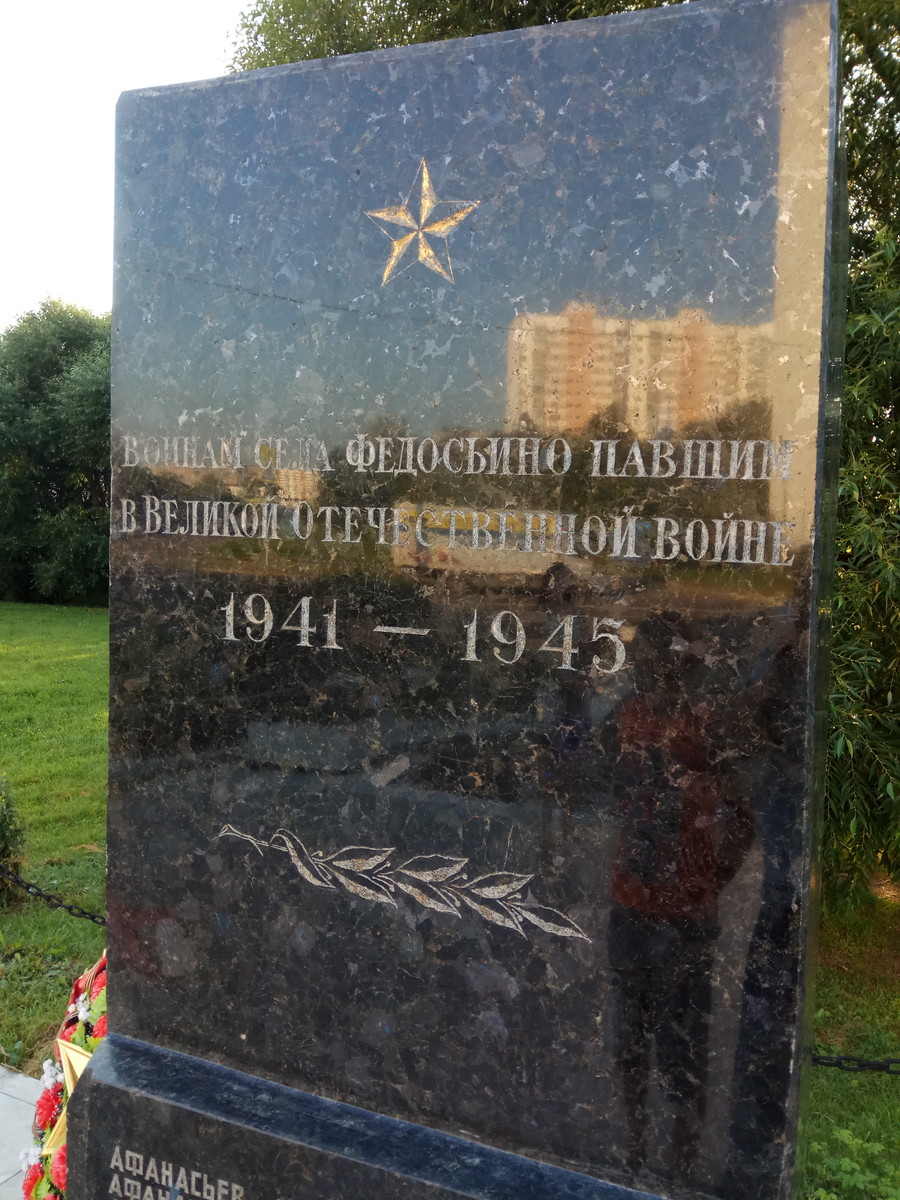 ВОИНАМ СЕЛА ФЕДОСЬИНО ПАВШИМ
В ВЕЛИКОЙ ОТЕЧЕСТВЕННОЙ ВОЙНЕ
1941 — 1945
АФАНАСЬЕВ